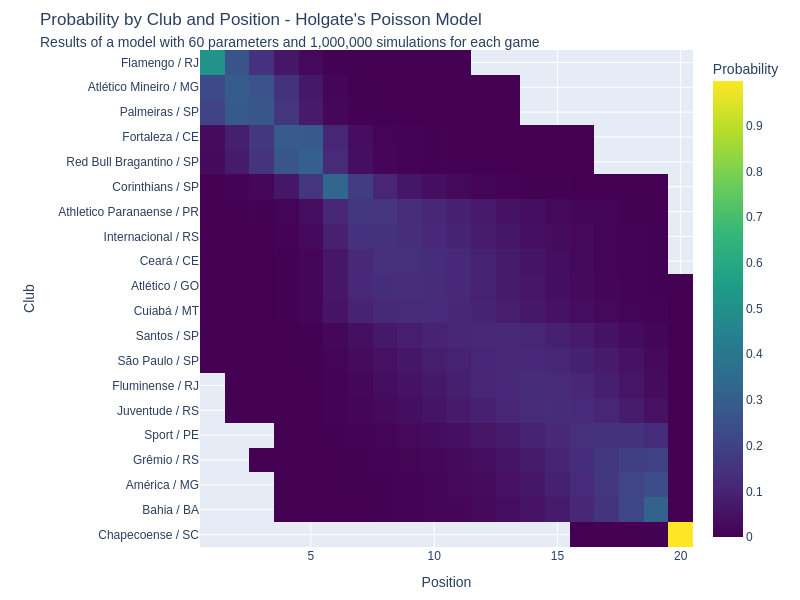 Probability by Club and Position - Holgate's Poisson Model
Results of a model with 60 parameters and 1,000,000 simulations for each game
Probability
Flamengo / RJ
Atlético Mineiro / MG
Palmeiras / SP
Fortaleza / CE
Red Bull Bragantino / SP
Corinthians / SP
Athletico Paranaense / PR
Internacional / RS
Ceará / CE
Atlético / GO
Cuiabá / MT
Santos / SP
São Paulo / SP
Fluminense / RJ
Juventude / RS
Sport / PE
Grêmio / RS
América / MG
Bahia / BA
Chapecoense / SC
Club
5
10
15
20
Position
0.9
0.8
0.7
0.6
0.5
0.4
0.3
0.2
0.1
0